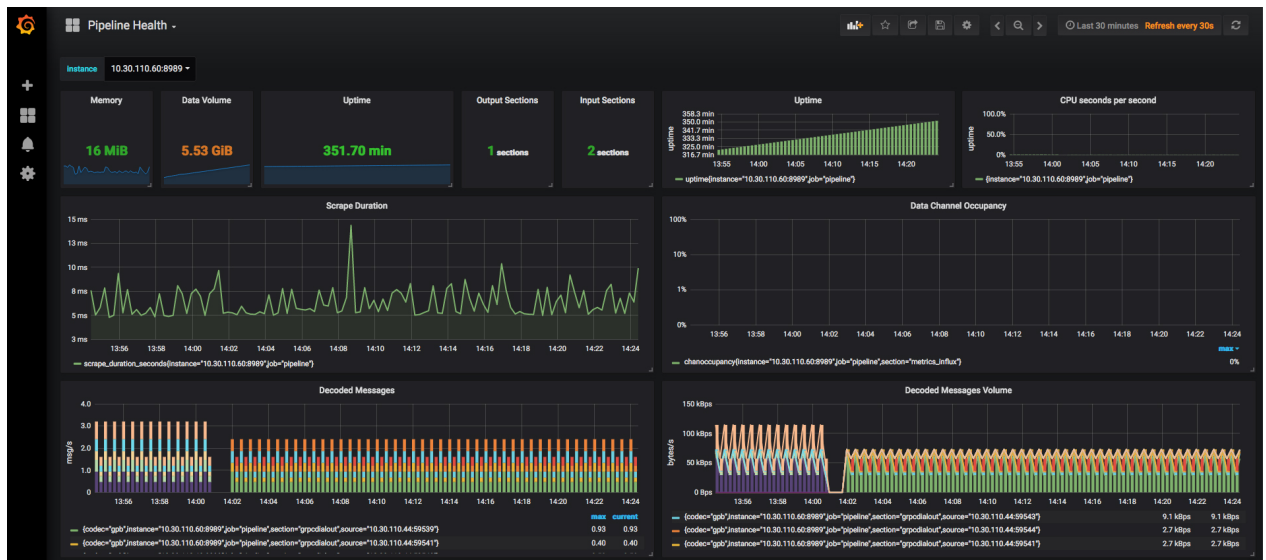 Pipeline Health
Last 30 minutes Refresh every 30s
Instance 10.30.110.60:8989
Memory
16 MiB
Data Volume
5.53 GiB
Uptime
351.70 min
Output Sections
1 sections
Input Sections
2 sections
Uptime
uptime
358.3 min
350.0 min
341.7 min
333.3 min
325.0 min
316.7 min
13:55 14:00 14:05 14:10 14:15 14:20
uptime{instance="10.30.110.60:8989",job="pipeline"}
CPU seconds per second
uptime
100.0%
50.0%
0%
13:55 14:00 14:05 14:10 14:15 14:20
{instance="10.30.110.60:8989",job="pipeline"}
Scrape Duration
15 ms
13 ms
10 ms
8 ms
5 ms
3 ms
13:56 13:58 14:00 14:02 14:04 14:06 14:08 14:10 14:12 14:14 14:16 14:18 14:20 14:22 14:24
scrape_duration_seconds{instance="10.30.110.60:8989",job="pipeline"}
Data Channel Occupancy
100%
10%
1%
0%
13:56 13:58 14:00 14:02 14:04 14:06 14:08 14:10 14:12 14:14 14:16 14:18 14:20 14:22 14:24
max
chanoccupancy{instance="10.30.110.60:8989",job="pipeline",section="metrics_influx"} 0%
Decoded Messages
msg/s
4.0
3.0
2.0
1.0
0
13:56 13:58 14:00 14:02 14:04 14:06 14:08 14:10 14:12 14:14 14:16 14:18 14:20 14:22 14:24
max current
{codec="gpb",instance="10.30.110.60:8989",job="pipeline",section="grpcdialout",source="10.30.110.44:59539"} 0.93 0.93
{codec="gpb",instance="10.30.110.60:8989",job="pipeline",section="grpcdialout",source="10.30.110.44:59541"} 0.40 0.40
Decoded Messages Volume
bytes/s
150 kBps
100 kBps
50 kBps
0 Bps
13:56 13:58 14:00 14:02 14:04 14:06 14:08 14:10 14:12 14:14 14:16 14:18 14:20 14:22 14:24
{codec="gpb",instance="10.30.110.60:8989",job="pipeline",section="grpcdialout",source="10.30.110.44:59543"} 9.1 kBps 9.1 kBps
{codec="gpb",instance="10.30.110.60:8989",job="pipeline",section="grpcdialout",source="10.30.110.44:59544"} 2.7 kBps 2.7 kBps
{codec="gpb",instance="10.30.110.60:8989",job="pipeline",section="grpcdialout",source="10.30.110.44:59541"} 2.7 kBps 2.7 kBps